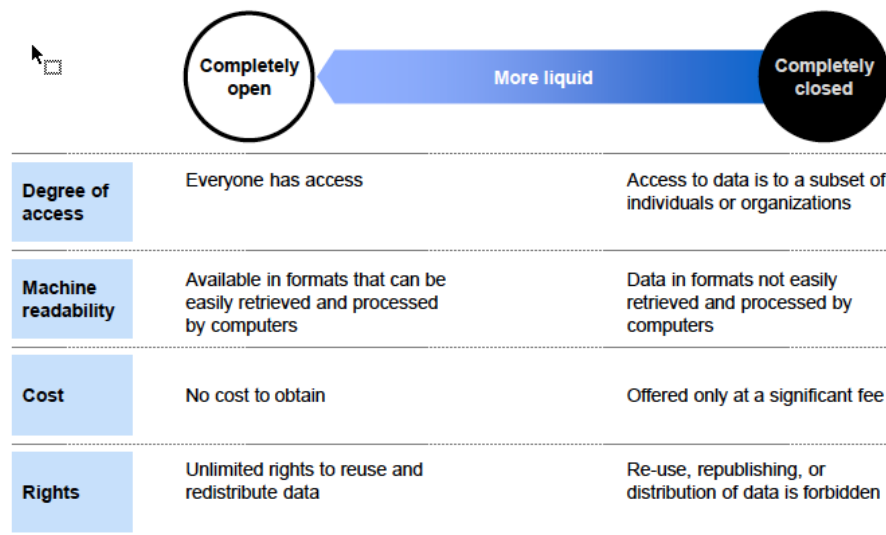 Completely
open
More liquid
Completely
closed
Degree of
access
Everyone has access
Access to data is to a subset of
individuals or organizations
Machine
readability
Available in formats that can be
easily retrieved and processed
by computers
Data in formats not easily
retrieved and processed by
computers
Cost
No cost to obtain
Offered only at a significant fee
Rights
Unlimited rights to reuse and
redistribute data
Re-use, republishing, or
distribution of data is forbidden